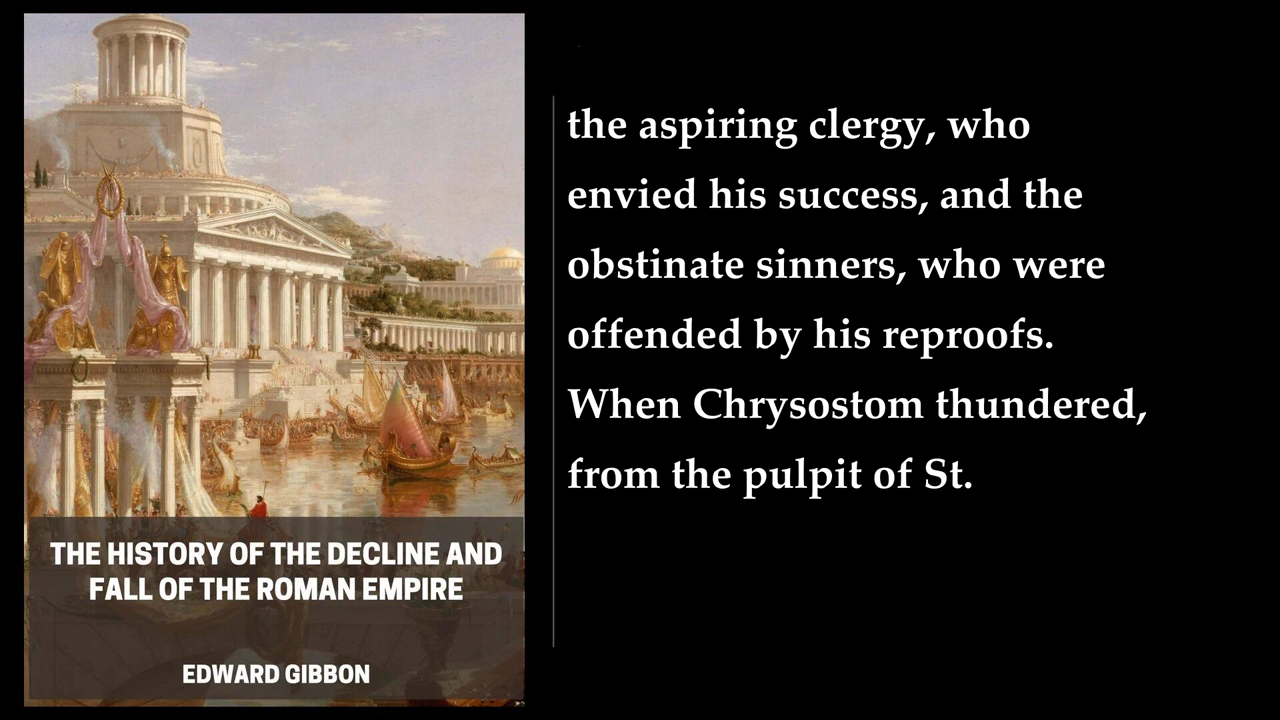 the aspiring clergy, who
envied his success, and the
obstinate sinners, who were
offended by his reproofs.
When Chrysostom thundered,
from the pulpit of St.
THE HISTORY OF THE DECLINE AND
FALL OF THE ROMAN EMPIRE
EDWARD GIBBON